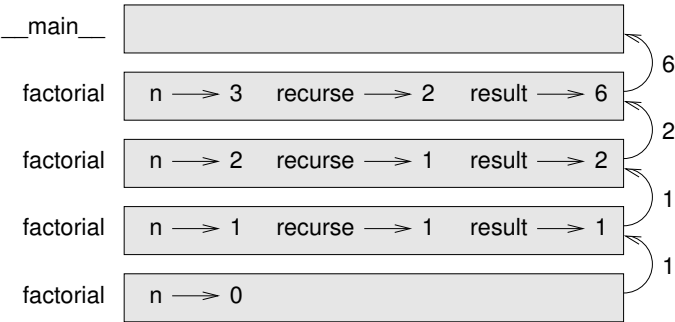 __main__
6
factorial n 3 recurse 2 result 6
2
factorial n 2 recurse 1 result 2
1
factorial n 1 recurse 1 result 1
1
factorial n 0